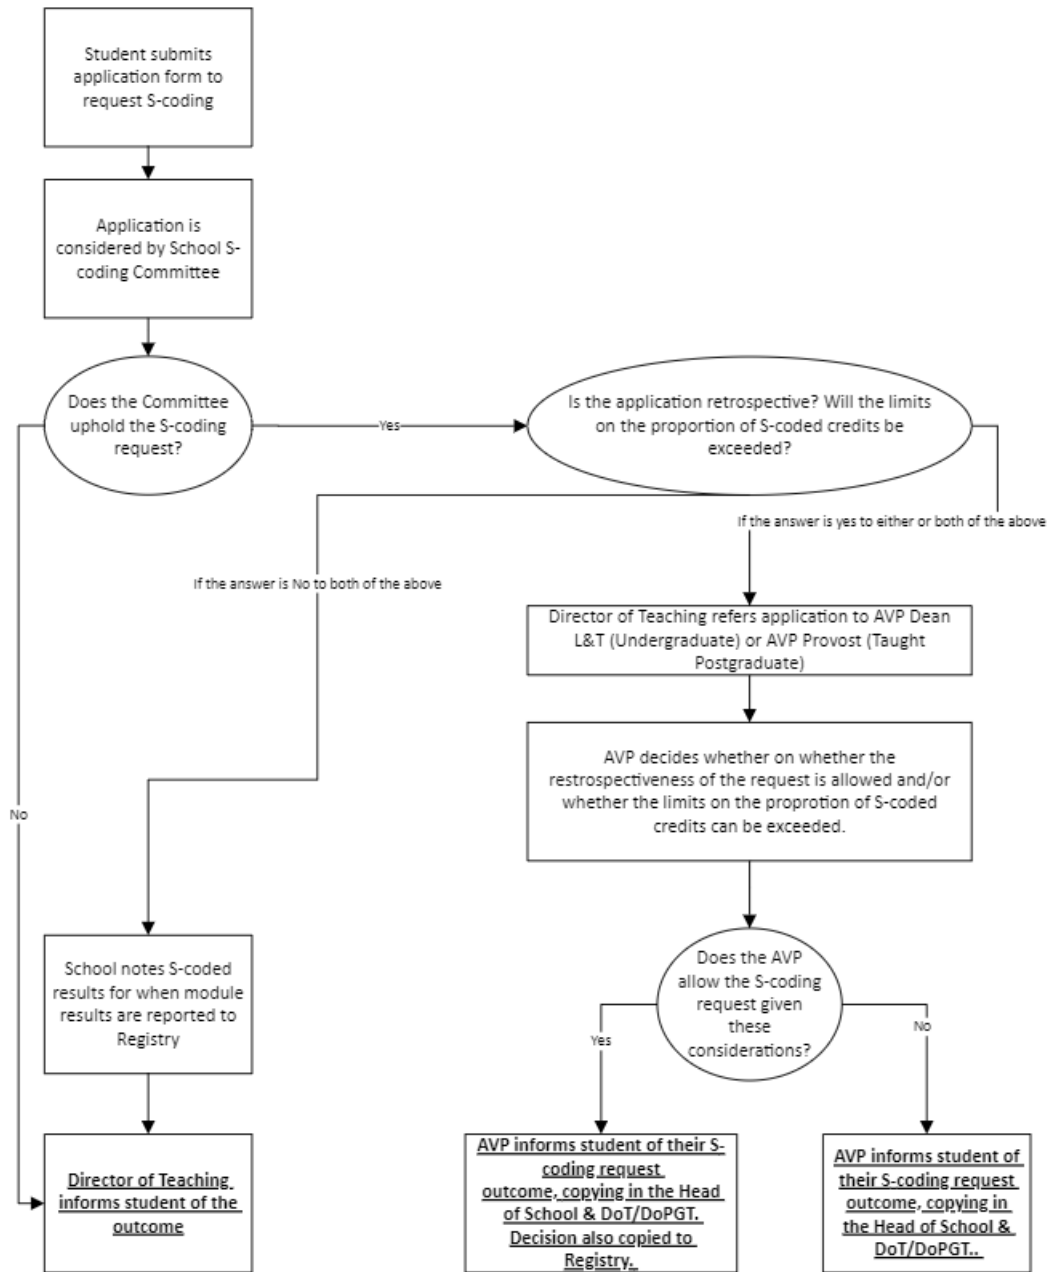 Student submits
application form to
request S-coding
Application is
considered by School S-
coding Committee
Does the Committee
uphold the S-coding
request?
Yes
Is the application retrospective? Will the limits
on the proportion of S-coded credits be
exceeded?
If the answer is yes to either or both of the above
If the answer is No to both of the above
Director of Teaching refers application to AVP Dean
L&T (Undergraduate) or AVP Provost (Taught
Postgraduate)
AVP decides whether on whether the
restrospectiveness of the request is allowed and/or
whether the limits on the proprotion of S-coded
credits can be exceeded.
No
School notes S-coded
results for when module
results are reported to
Registry
Does the AVP
allow the S-coding
request given
these
considerations?
Yes
No
Director of Teaching
informs student of the
outcome
AVP informs student of their S-
coding request
outcome, copying in the Head
of School & DoT/DoPGT.
Decision also copied to
Registry.
AVP informs student of
their S-coding request
outcome, copying in
the Head of School &
DoT/DoPGT..